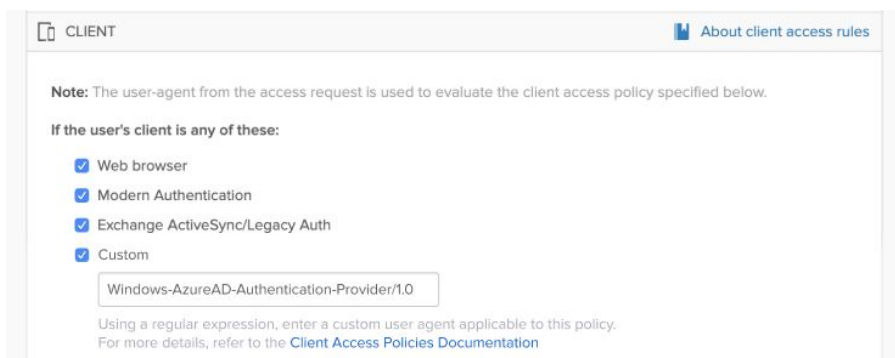 CLIENT
About client access rules
Note: The user-agent from the access request is used to evaluate the client access policy specified below.
If the user's client is any of these:
Web browser
Modern Authentication
Exchange ActiveSync/Legacy Auth
Custom
Windows-AzureAD-Authentication-Provider/1.0
Using a regular expression, enter a custom user agent applicable to this policy.
For more details, refer to the Client Access Policies Documentation